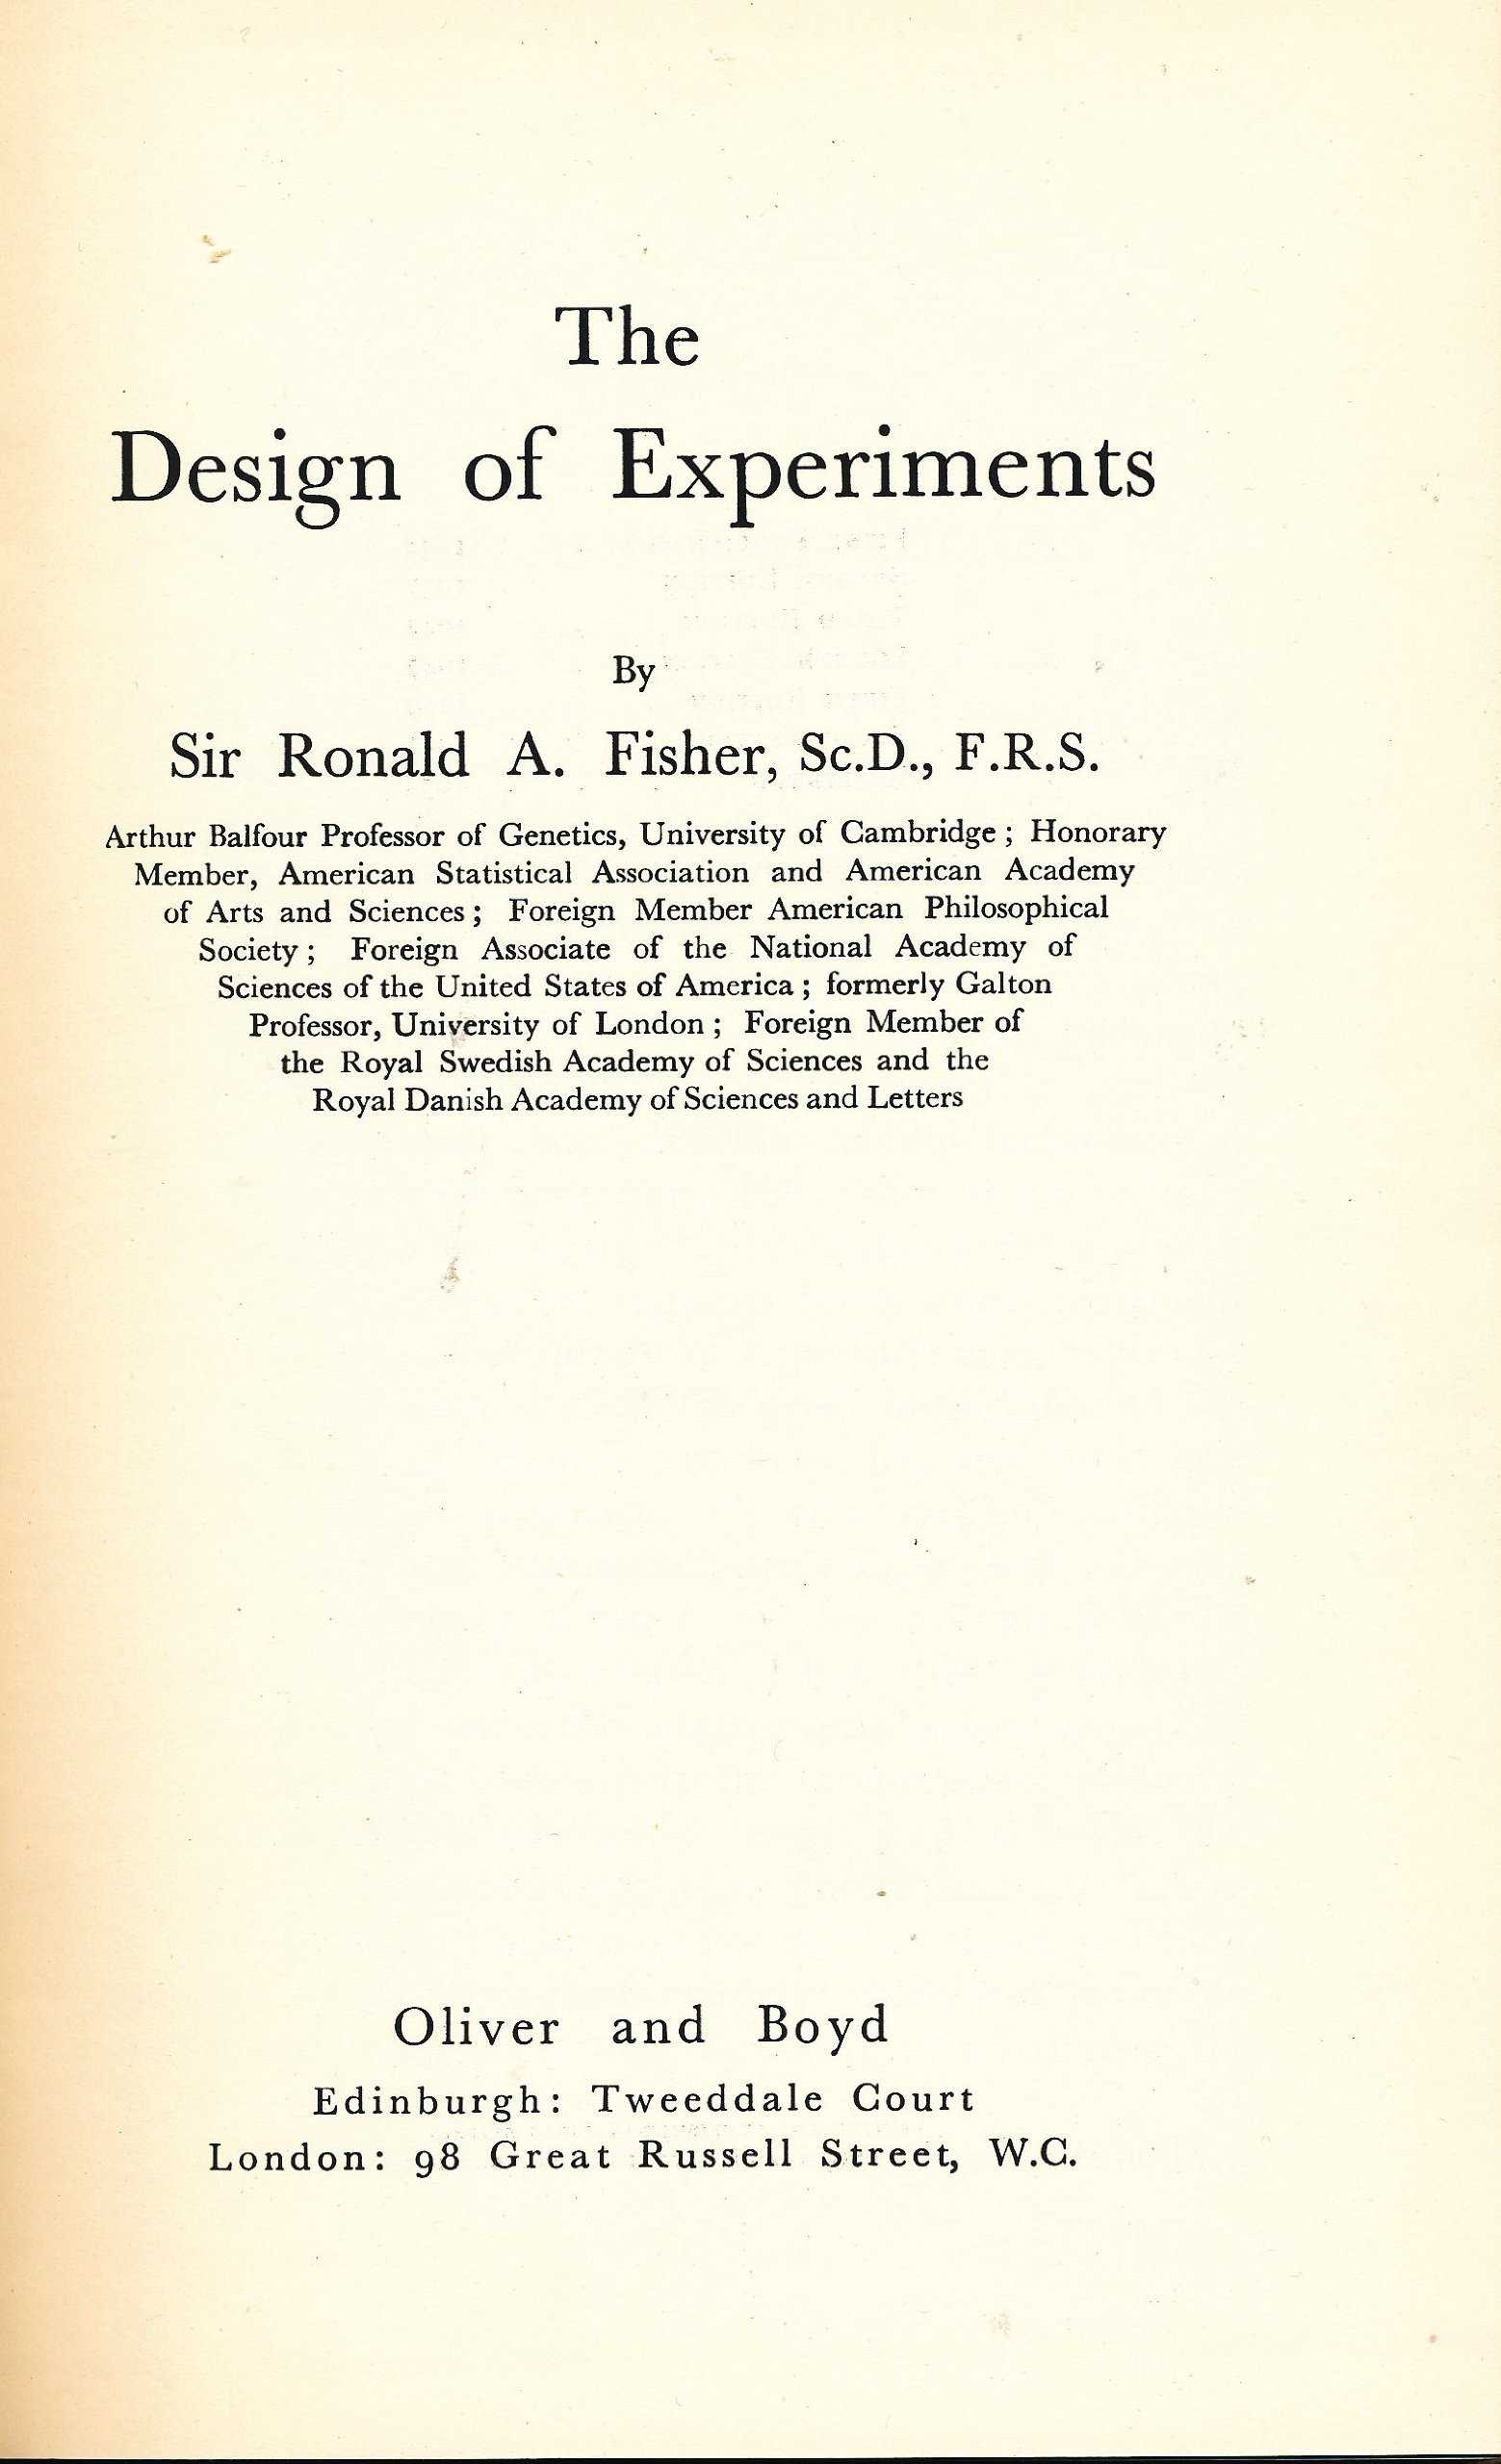 The
Design of Experiments
By
Sir Ronald A. Fisher, Sc.D., F.R.S.
Arthur Balfour Professor of Genetics, University of Cambridge ; Honorary
Member, American Statistical Association and American Academy
of Arts and Sciences ; Foreign Member American Philosophical
Society ; Foreign Associate of the National Academy of
Sciences of the United States of America ; formerly Galton
Professor, University of London ; Foreign Member of
the Royal Swedish Academy of Sciences and the
Royal Danish Academy of Sciences and Letters
Oliver and Boyd
Edinburgh: Tweeddale Court
London: 98 Great Russell Street, W.C.